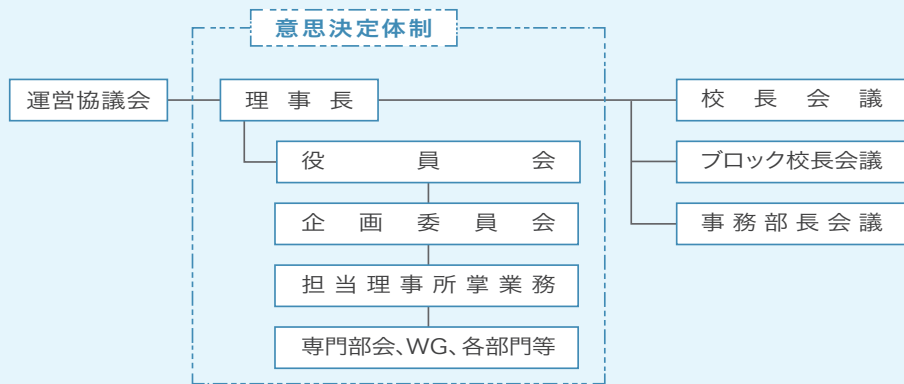 意思決定体制
運営協議会
理事長
校長会議
役員会
ブロック校長会議
企画委員会
事務部長会議
担当理事所掌業務
専門部会、WG、各部門等